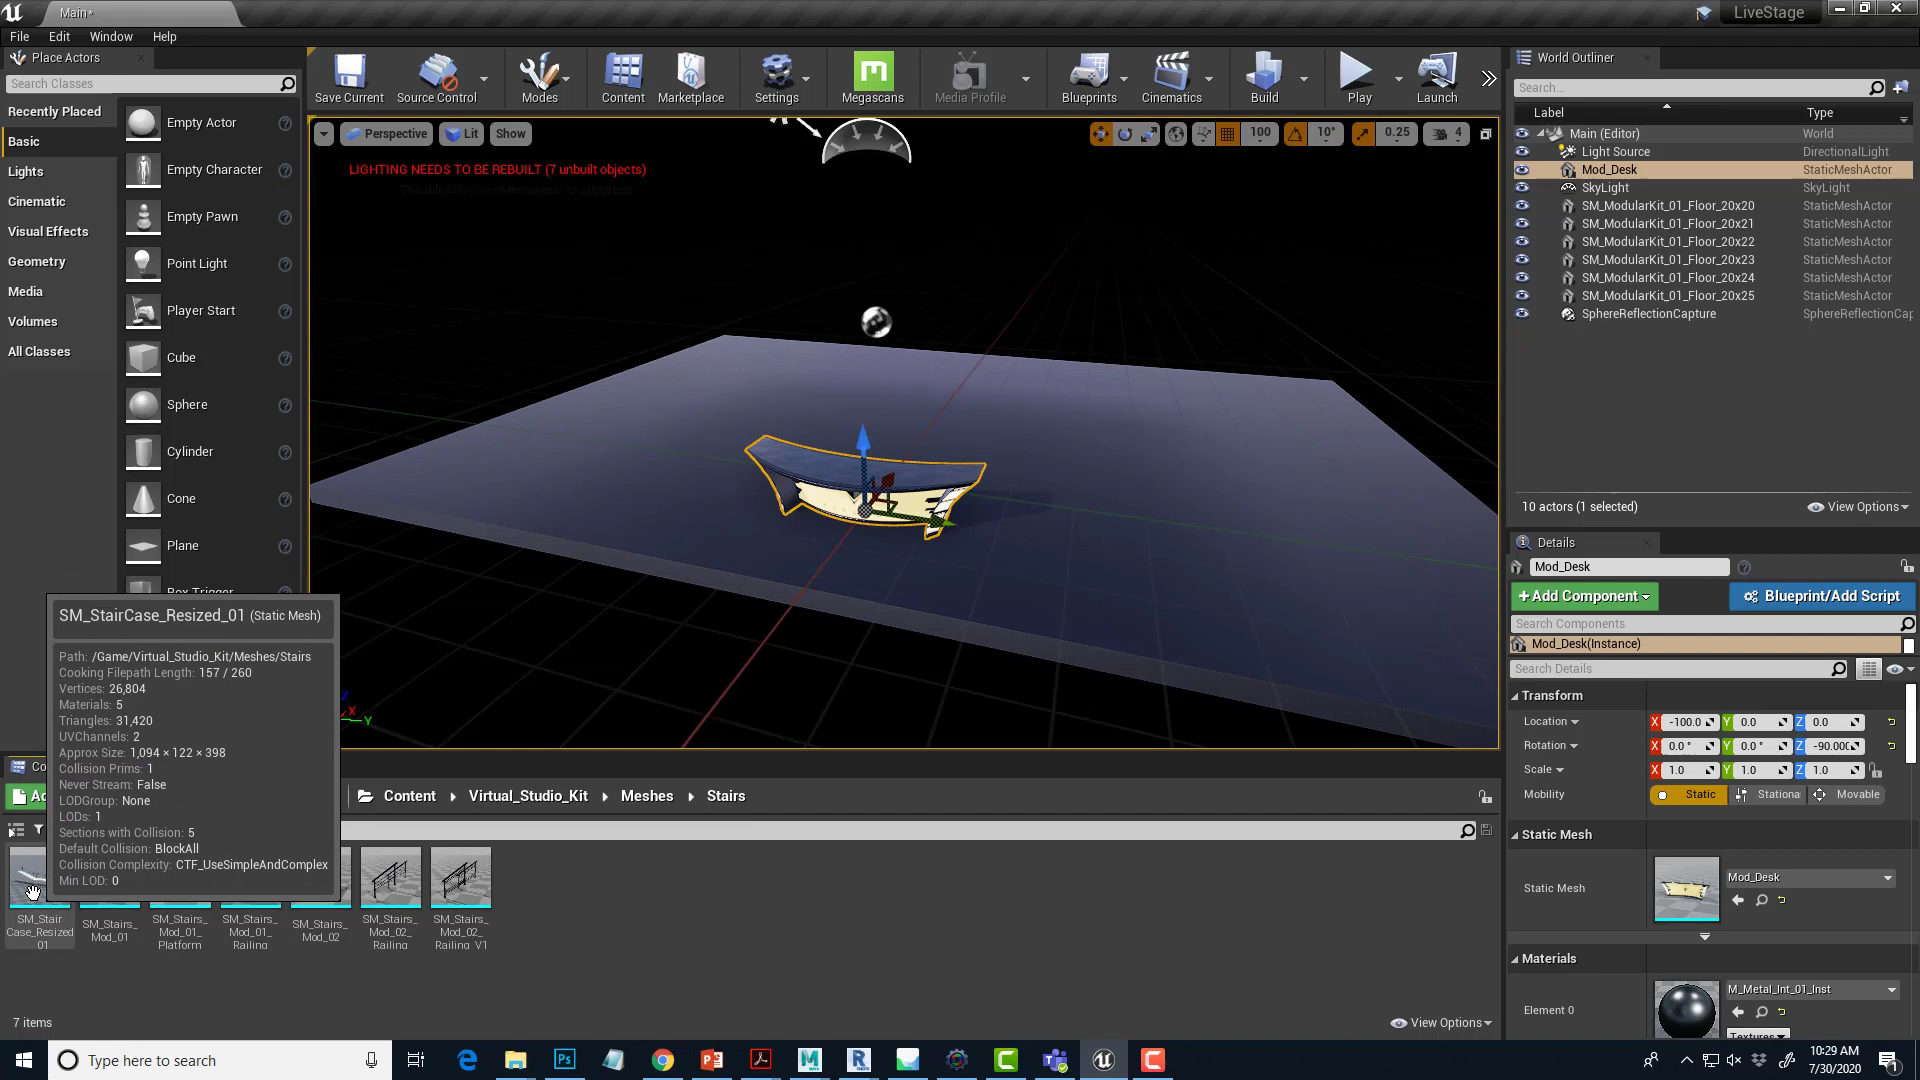 Main*
LiveStage
File Edit Window Help
Place Actors
Search Classes
Recently Placed
Basic
Lights
Cinematic
Visual Effects
Geometry
Media
Volumes
All Classes
Empty Actor
Empty Character
Empty Pawn
Point Light
Player Start
Cube
Sphere
Cylinder
Cone
Plane
Box Trigger
Save Current
Source Control
Modes
Content
Marketplace
Settings
Megascans
Media Profile
Blueprints
Cinematics
Build
Play
Launch
Perspective Lit Show
100 10° 0.25 4
LIGHTING NEEDS TO BE REBUILT (7 unbuilt objects)
'DisableAllScreenMessages' to suppress
Z X Y
World Outliner
Search...
Label Type
Main (Editor) World
Light Source DirectionalLight
Mod_Desk StaticMeshActor
SkyLight SkyLight
SM_ModularKit_01_Floor_20x20 StaticMeshActor
SM_ModularKit_01_Floor_20x21 StaticMeshActor
SM_ModularKit_01_Floor_20x22 StaticMeshActor
SM_ModularKit_01_Floor_20x23 StaticMeshActor
SM_ModularKit_01_Floor_20x24 StaticMeshActor
SM_ModularKit_01_Floor_20x25 StaticMeshActor
SphereReflectionCapture SphereReflectionCap
10 actors (1 selected) View Options
Details
Mod_Desk
+Add Component Blueprint/Add Script
Search Components
Mod_Desk(Instance)
Search Details
Transform
Location X -100.0 Y 0.0 Z 0.0
Rotation X 0.0 ° Y 0.0 ° Z -90.000
Scale X 1.0 Y 1.0 Z 1.0
Mobility Static Stationa Movable
Static Mesh
Static Mesh Mod_Desk
Materials
Element 0 M_Metal_Int_01_Inst
Textures
SM_StairCase_Resized_01 (Static Mesh)
Path: /Game/Virtual_Studio_Kit/Meshes/Stairs
Cooking Filepath Length: 157 / 260
Vertices: 26,804
Materials: 5
Triangles: 31,420
UVChannels: 2
Approx Size: 1,094 × 122 × 398
Collision Prims: 1
Never Stream: False
LODGroup: None
LODs: 1
Sections with Collision: 5
Default Collision: BlockAll
Collision Complexity: CTF_UseSimpleAndComplex
Min LOD: 0
Co
Ad
Content Virtual_Studio_Kit Meshes Stairs
SM_Stair
Case_Resized
01
SM_Stairs_
Mod_01
SM_Stairs_
Mod_01_
Platform
SM_Stairs_
Mod_01_
Railing
SM_Stairs_
Mod_02
SM_Stairs_
Mod_02_
Railing
SM_Stairs_
Mod_02_
Railing_V1
7 items View Options
Type here to search
10:29 AM
7/30/2020